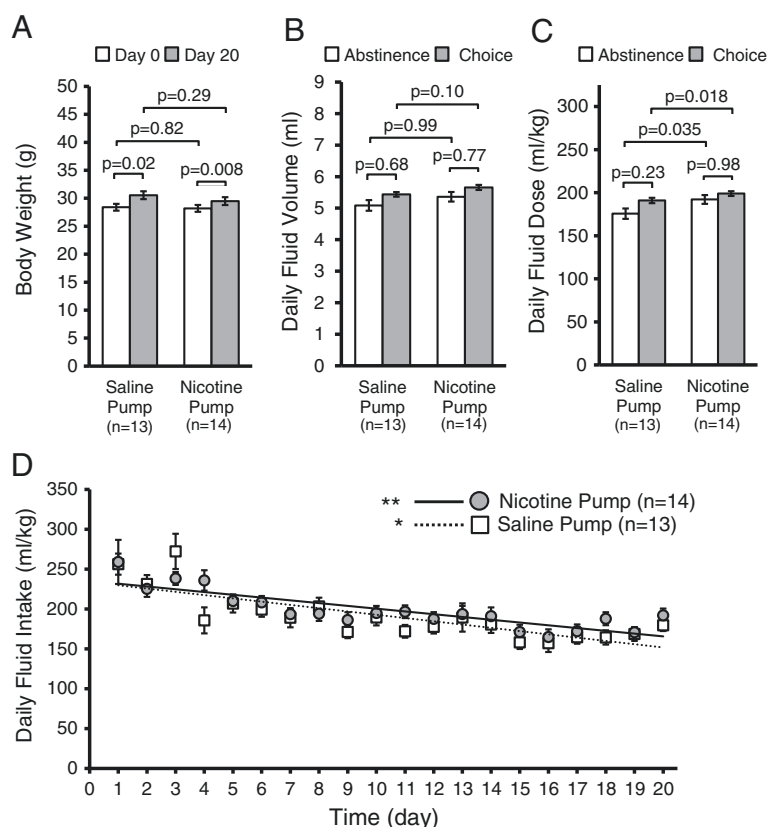 A
Day 0 Day 20
50
45
40
35
30
25
20
15
10
5
0
Body Weight (g)
p=0.29
p=0.82
p=0.02 p=0.008
Saline Pump (n=13)
Nicotine Pump (n=14)
B
Abstinence Choice
9
8
7
6
5
4
3
2
1
0
Daily Fluid Volume (ml)
p=0.10
p=0.99
p=0.68 p=0.77
Saline Pump (n=13)
Nicotine Pump (n=14)
C
Abstinence Choice
300
250
200
150
100
50
0
Daily Fluid Dose (ml/kg)
p=0.018
p=0.035
p=0.23 p=0.98
Saline Pump (n=13)
Nicotine Pump (n=14)
D
350
300
250
200
150
100
50
0
Daily Fluid Intake (ml/kg)
** Nicotine Pump (n=14)
* Saline Pump (n=13)
0 1 2 3 4 5 6 7 8 9 10 11 12 13 14 15 16 17 18 19 20
Time (day)